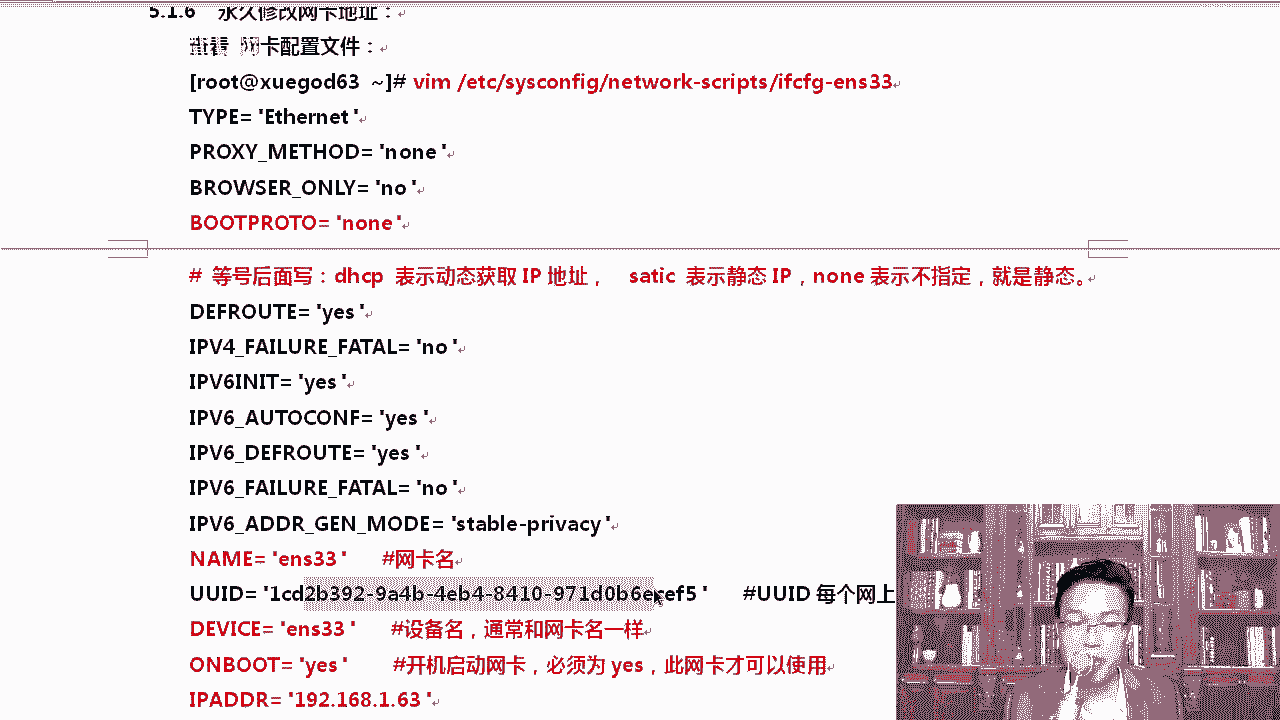 5.1.6 永久修改网卡地址：
查看 网卡配置文件：
[root@xuegod63 ~]# vim /etc/sysconfig/network-scripts/ifcfg-ens33
TYPE= 'Ethernet '
PROXY_METHOD= 'none '
BROWSER_ONLY= 'no '
BOOTPROTO= 'none '
# 等号后面写：dhcp 表示动态获取 IP 地址， satic 表示静态 IP，none 表示不指定，就是静态。
DEFROUTE= 'yes '
IPV4_FAILURE_FATAL= 'no '
IPV6INIT= 'yes '
IPV6_AUTOCONF= 'yes '
IPV6_DEFROUTE= 'yes '
IPV6_FAILURE_FATAL= 'no '
IPV6_ADDR_GEN_MODE= 'stable-privacy '
NAME= 'ens33 ' #网卡名
UUID= #UUID 每个网上
DEVICE= 'ens33 ' #设备名，通常和网卡名一样
ONBOOT= 'yes ' #开机启动网卡，必须为 yes，此网卡才可以使用
IPADDR= '192.168.1.63 '